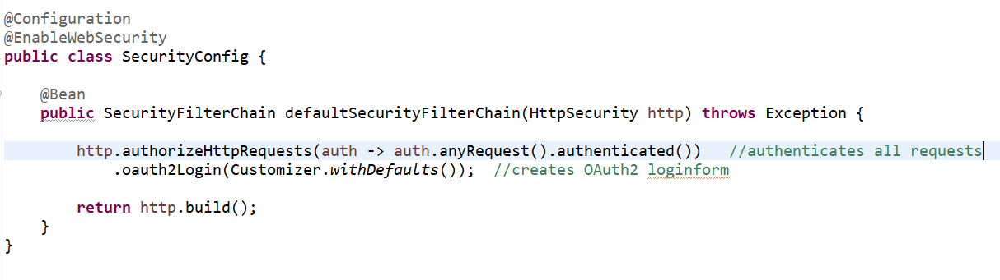 @Configuration
@EnableWebSecurity
public class SecurityConfig {
@Bean
public SecurityFilterChain defaultSecurityFilterChain(HttpSecurity http) throws Exception {
http.authorizeHttpRequests(auth -> auth.anyRequest().authenticated())   //authenticates all requests
.oauth2Login(Customizer.withDefaults());  //creates OAuth2 loginform
return http.build();
}
}